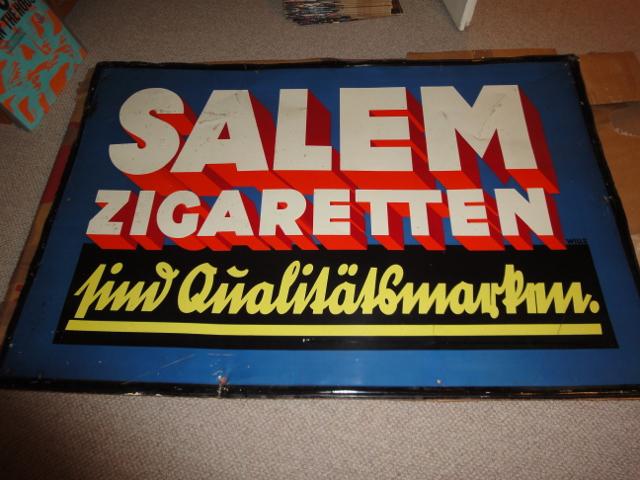 SALEM
ZIGARETTEN
sind Qualitätsmarken.